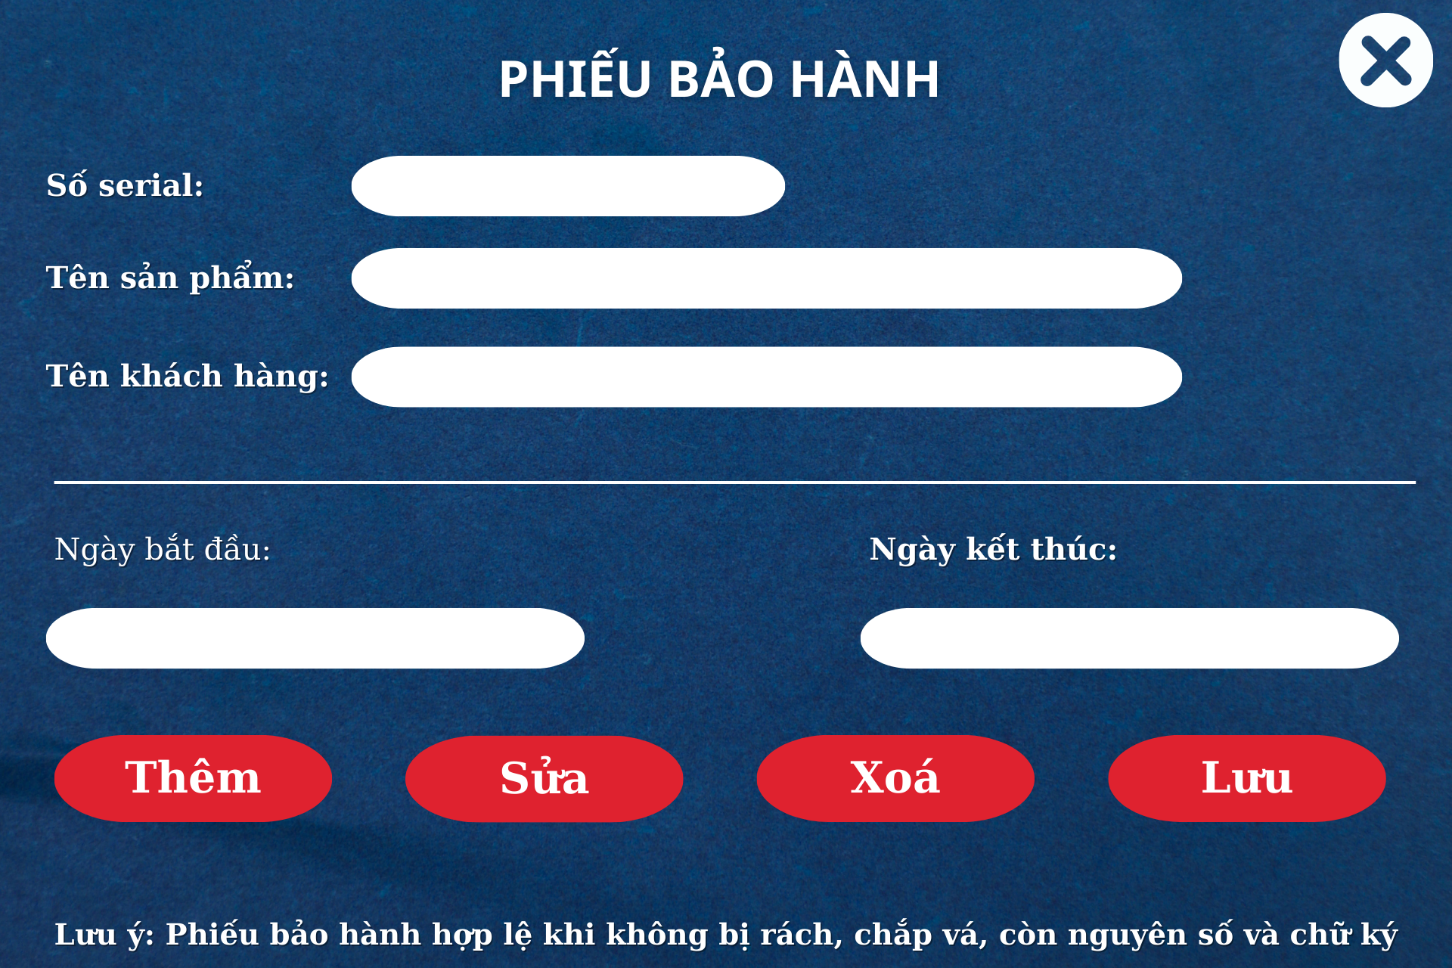 PHIẾU BẢO HÀNH
Số serial:
Tên sản phẩm:
Tên khách hàng:
Ngày bắt đầu:
Ngày kết thúc:
Thêm
Sửa
Xoá
Lưu
Lưu ý: Phiếu bảo hành hợp lệ khi không bị rách, chắp vá, còn nguyên số và chữ ký